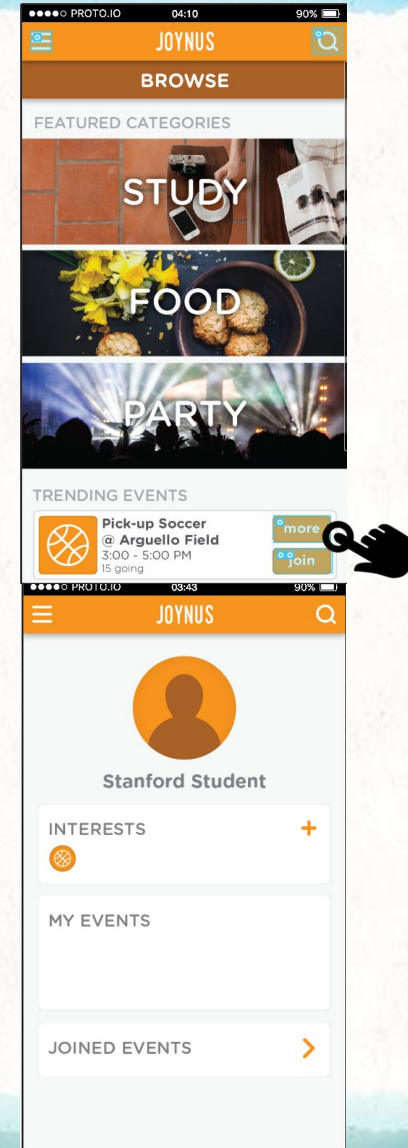 ●●●●○ PROTO.IO 04:10 90%
JOYNUS
BROWSE
FEATURED CATEGORIES
STUDY
FOOD
PARTY
TRENDING EVENTS
Pick-up Soccer
@ Arguello Field
3:00 - 5:00 PM
15 going
more
join
●●●●○ PROTO.IO 03:43 90%
JOYNUS
Stanford Student
INTERESTS +
MY EVENTS
JOINED EVENTS